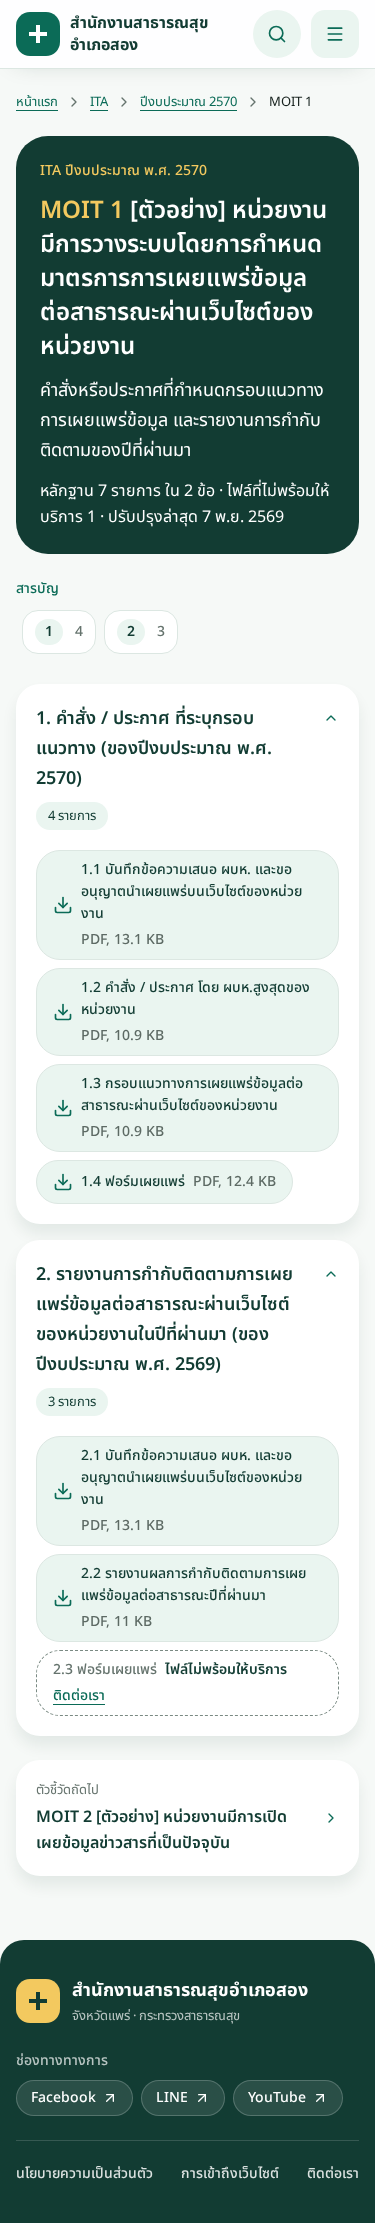 สำนักงานสาธารณสุข
อำเภอสอง
หน้าแรก > ITA > ปีงบประมาณ 2570 > MOIT 1
ITA ปีงบประมาณ พ.ศ. 2570
MOIT 1 [ตัวอย่าง] หน่วยงาน
มีการวางระบบโดยการกำหนด
มาตรการการเผยแพร่ข้อมูล
ต่อสาธารณะผ่านเว็บไซต์ของ
หน่วยงาน
คำสั่งหรือประกาศที่กำหนดกรอบแนวทาง
การเผยแพร่ข้อมูล และรายงานการกำกับ
ติดตามของปีที่ผ่านมา
หลักฐาน 7 รายการ ใน 2 ข้อ · ไฟล์ที่ไม่พร้อมให้
บริการ 1 · ปรับปรุงล่าสุด 7 พ.ย. 2569
สารบัญ
1 4 2 3
1. คำสั่ง / ประกาศ ที่ระบุกรอบ
แนวทาง (ของปีงบประมาณ พ.ศ.
2570)
4 รายการ
1.1 บันทึกข้อความเสนอ ผบห. และขอ
อนุญาตนำเผยแพร่บนเว็บไซต์ของหน่วย
งาน
PDF, 13.1 KB
1.2 คำสั่ง / ประกาศ โดย ผบห.สูงสุดของ
หน่วยงาน
PDF, 10.9 KB
1.3 กรอบแนวทางการเผยแพร่ข้อมูลต่อ
สาธารณะผ่านเว็บไซต์ของหน่วยงาน
PDF, 10.9 KB
1.4 ฟอร์มเผยแพร่ PDF, 12.4 KB
2. รายงานการกำกับติดตามการเผย
แพร่ข้อมูลต่อสาธารณะผ่านเว็บไซต์
ของหน่วยงานในปีที่ผ่านมา (ของ
ปีงบประมาณ พ.ศ. 2569)
3 รายการ
2.1 บันทึกข้อความเสนอ ผบห. และขอ
อนุญาตนำเผยแพร่บนเว็บไซต์ของหน่วย
งาน
PDF, 13.1 KB
2.2 รายงานผลการกำกับติดตามการเผย
แพร่ข้อมูลต่อสาธารณะปีที่ผ่านมา
PDF, 11 KB
2.3 ฟอร์มเผยแพร่ ไฟล์ไม่พร้อมให้บริการ
ติดต่อเรา
ตัวชี้วัดถัดไป
MOIT 2 [ตัวอย่าง] หน่วยงานมีการเปิด
เผยข้อมูลข่าวสารที่เป็นปัจจุบัน
สำนักงานสาธารณสุขอำเภอสอง
จังหวัดแพร่ · กระทรวงสาธารณสุข
ช่องทางทางการ
Facebook LINE YouTube
นโยบายความเป็นส่วนตัว การเข้าถึงเว็บไซต์ ติดต่อเรา